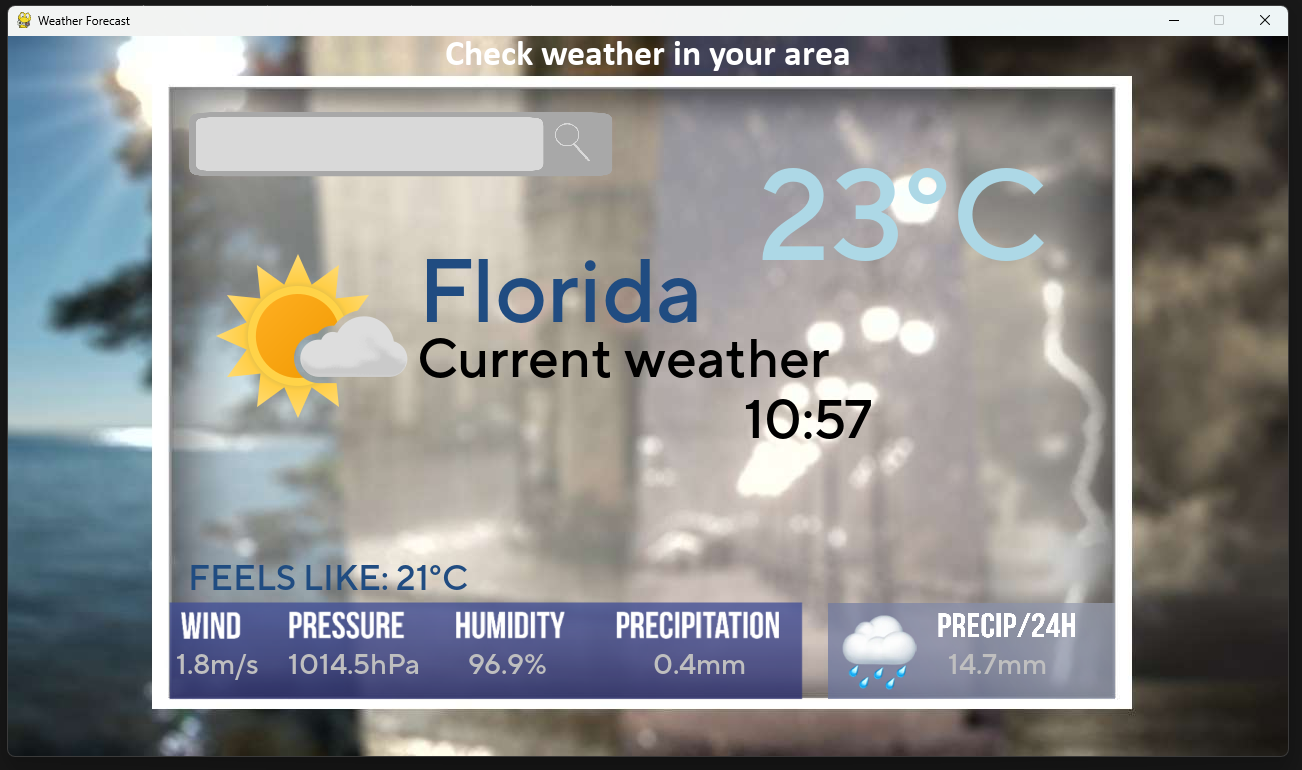 Weather Forecast
Check weather in your area
23°C
Florida
Current weather
10:57
FEELS LIKE: 21°C
WIND PRESSURE HUMIDITY PRECIPITATION PRECIP/24H
1.8m/s 1014.5hPa 96.9% 0.4mm 14.7mm